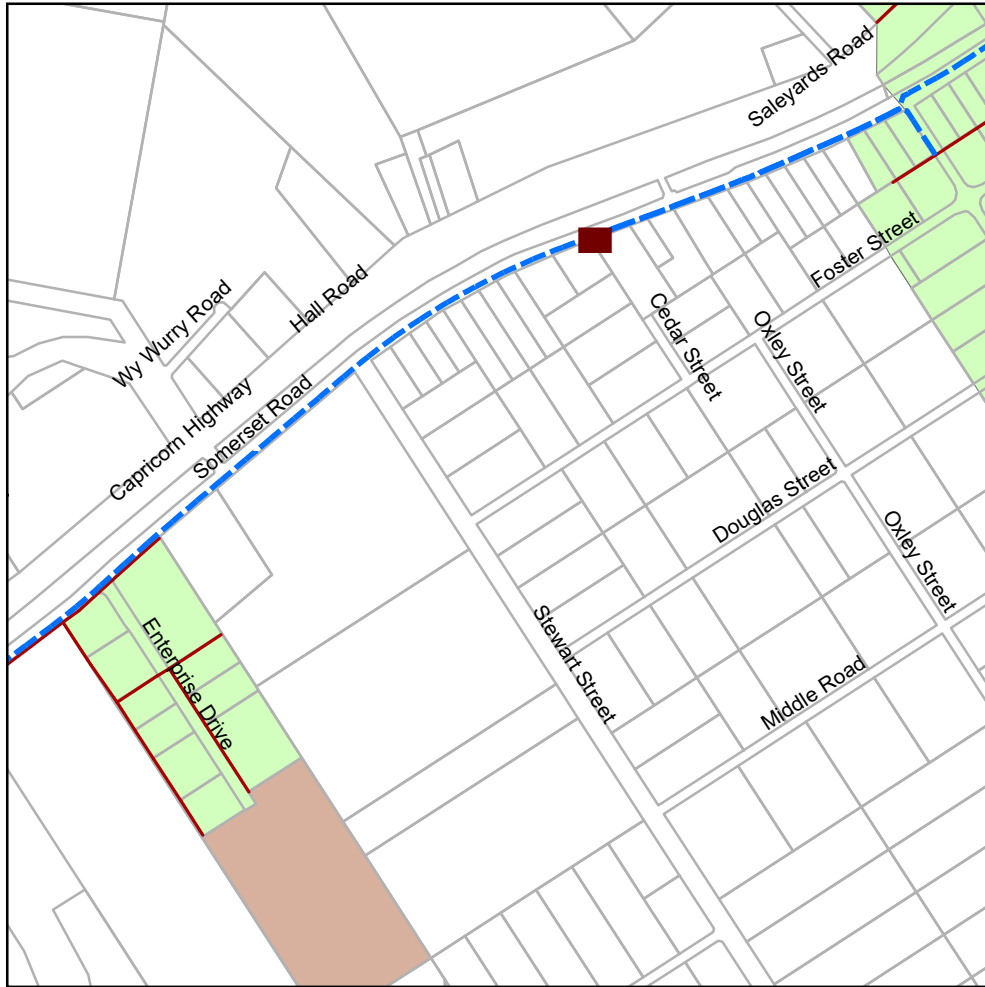 Saleyards Road
Foster Street
Hall Road
Wy Wurry Road
Cedar Street
Oxley Street
Capricorn Highway
Somerset Road
Douglas Street
Oxley Street
Enterprise Drive
Stewart Street
Middle Road